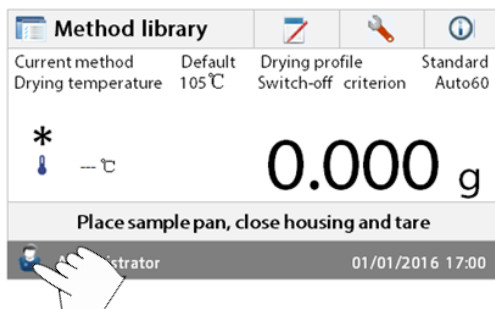 Method library
Current method Default Drying profile Standard
Drying temperature 105℃ Switch-off criterion Auto60
*
--- ℃ 0.000 g
Place sample pan, close housing and tare
01/01/2016 17:00